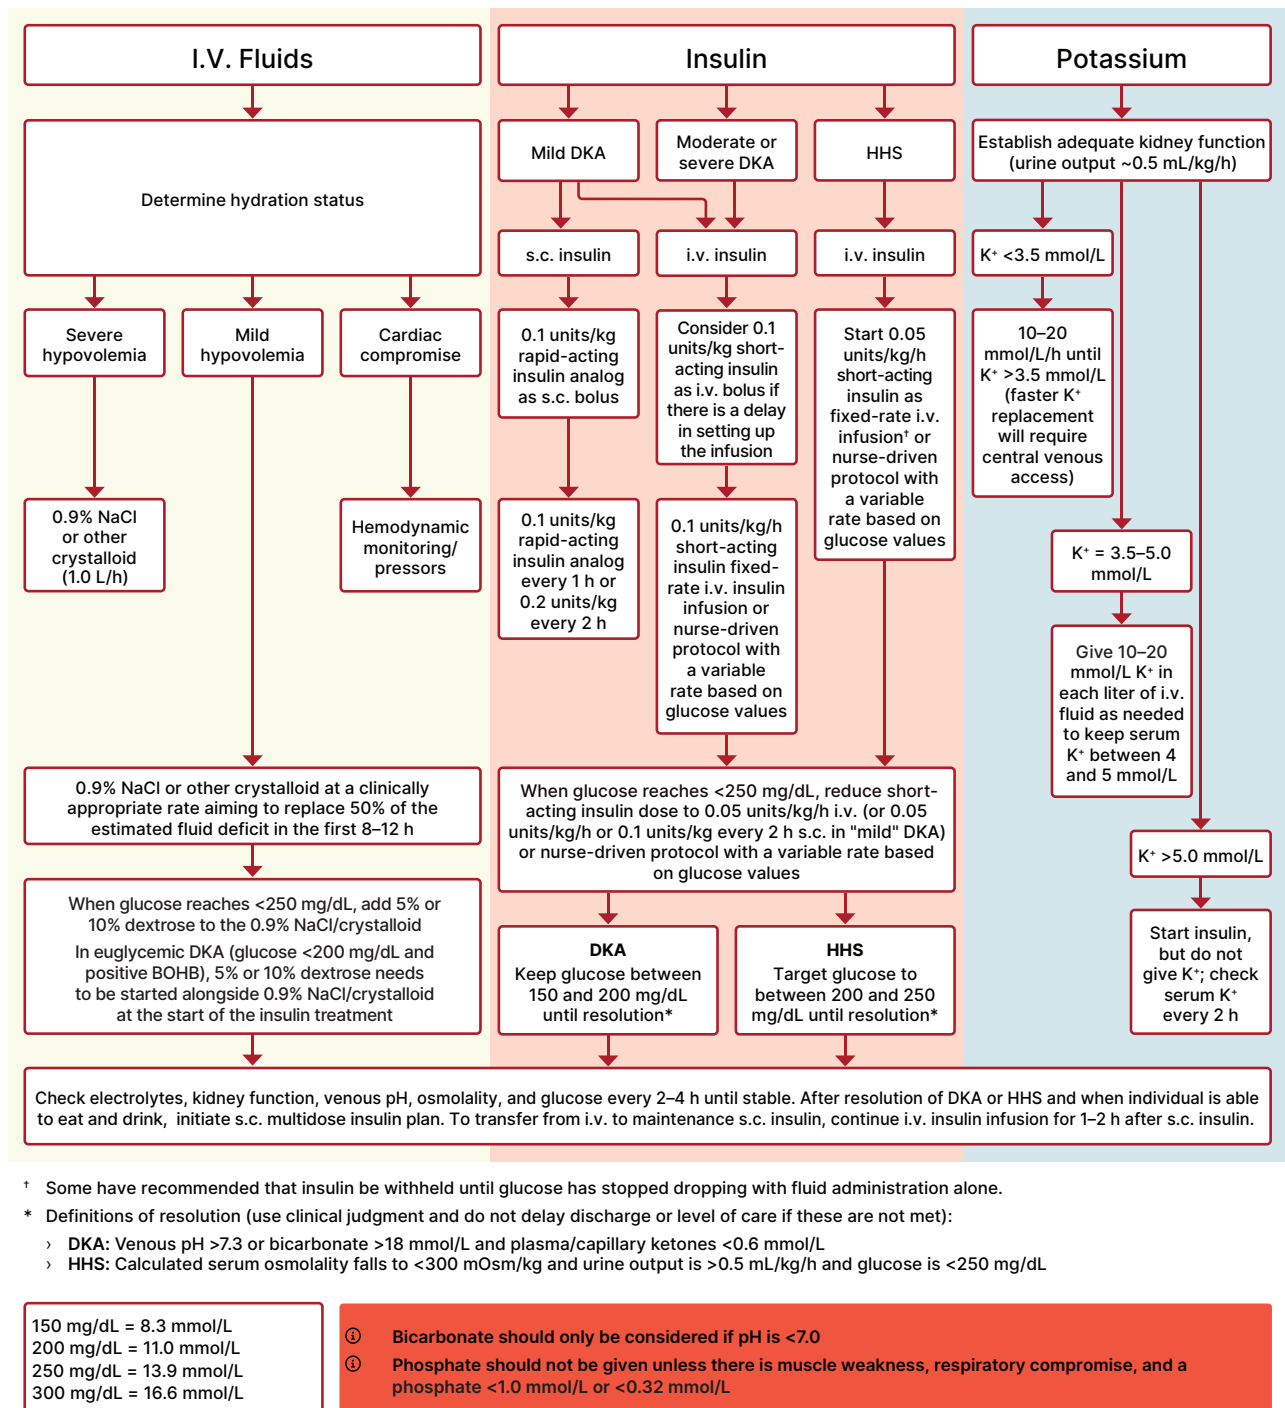 I.V. Fluids
Determine hydration status
Severe
hypovolemia
Mild
hypovolemia
Cardiac
compromise
0.9% NaCl
or other
crystalloid
(1.0 L/h)
Hemodynamic
monitoring/
pressors
0.9% NaCl or other crystalloid at a clinically
appropriate rate aiming to replace 50% of the
estimated fluid deficit in the first 8–12 h
When glucose reaches <250 mg/dL, add 5% or
10% dextrose to the 0.9% NaCl/crystalloid
In euglycemic DKA (glucose <200 mg/dL and
positive BOHB), 5% or 10% dextrose needs
to be started alongside 0.9% NaCl/crystalloid
at the start of the insulin treatment
Insulin
Mild DKA
Moderate or
severe DKA
HHS
s.c. insulin
i.v. insulin
i.v. insulin
0.1 units/kg
rapid-acting
insulin analog
as s.c. bolus
Consider 0.1
units/kg short-
acting insulin
as i.v. bolus if
there is a delay
in setting up
the infusion
Start 0.05
units/kg/h
short-acting
insulin as
fixed-rate i.v.
infusion† or
nurse-driven
protocol with
a variable
rate based on
glucose values
0.1 units/kg
rapid-acting
insulin analog
every 1 h or
0.2 units/kg
every 2 h
0.1 units/kg/h
short-acting
insulin fixed-
rate i.v. insulin
infusion or
nurse-driven
protocol with
a variable
rate based on
glucose values
When glucose reaches <250 mg/dL, reduce short-
acting insulin dose to 0.05 units/kg/h i.v. (or 0.05
units/kg/h or 0.1 units/kg every 2 h s.c. in "mild" DKA)
or nurse-driven protocol with a variable rate based
on glucose values
DKA
Keep glucose between
150 and 200 mg/dL
until resolution*
HHS
Target glucose to
between 200 and 250
mg/dL until resolution*
Potassium
Establish adequate kidney function
(urine output ~0.5 mL/kg/h)
K⁺ <3.5 mmol/L
10–20
mmol/L/h until
K⁺ >3.5 mmol/L
(faster K⁺
replacement
will require
central venous
access)
K⁺ = 3.5–5.0
mmol/L
Give 10–20
mmol/L K⁺ in
each liter of i.v.
fluid as needed
to keep serum
K⁺ between 4
and 5 mmol/L
K⁺ >5.0 mmol/L
Start insulin,
but do not
give K⁺; check
serum K⁺
every 2 h
Check electrolytes, kidney function, venous pH, osmolality, and glucose every 2–4 h until stable. After resolution of DKA or HHS and when individual is able
to eat and drink, initiate s.c. multidose insulin plan. To transfer from i.v. to maintenance s.c. insulin, continue i.v. insulin infusion for 1–2 h after s.c. insulin.
† Some have recommended that insulin be withheld until glucose has stopped dropping with fluid administration alone.
* Definitions of resolution (use clinical judgment and do not delay discharge or level of care if these are not met):
› DKA: Venous pH >7.3 or bicarbonate >18 mmol/L and plasma/capillary ketones <0.6 mmol/L
› HHS: Calculated serum osmolality falls to <300 mOsm/kg and urine output is >0.5 mL/kg/h and glucose is <250 mg/dL
150 mg/dL = 8.3 mmol/L
200 mg/dL = 11.0 mmol/L
250 mg/dL = 13.9 mmol/L
300 mg/dL = 16.6 mmol/L
Bicarbonate should only be considered if pH is <7.0
Phosphate should not be given unless there is muscle weakness, respiratory compromise, and a
phosphate <1.0 mmol/L or <0.32 mmol/L